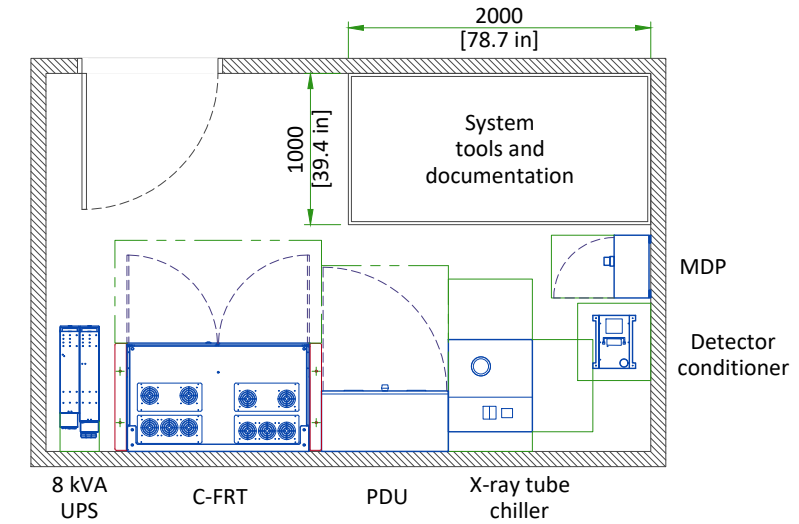 2000
[78.7 in]
1000
[39.4 in]
System
tools and
documentation
MDP
Detector
conditioner
8 kVA
UPS
C-FRT
PDU
X-ray tube
chiller